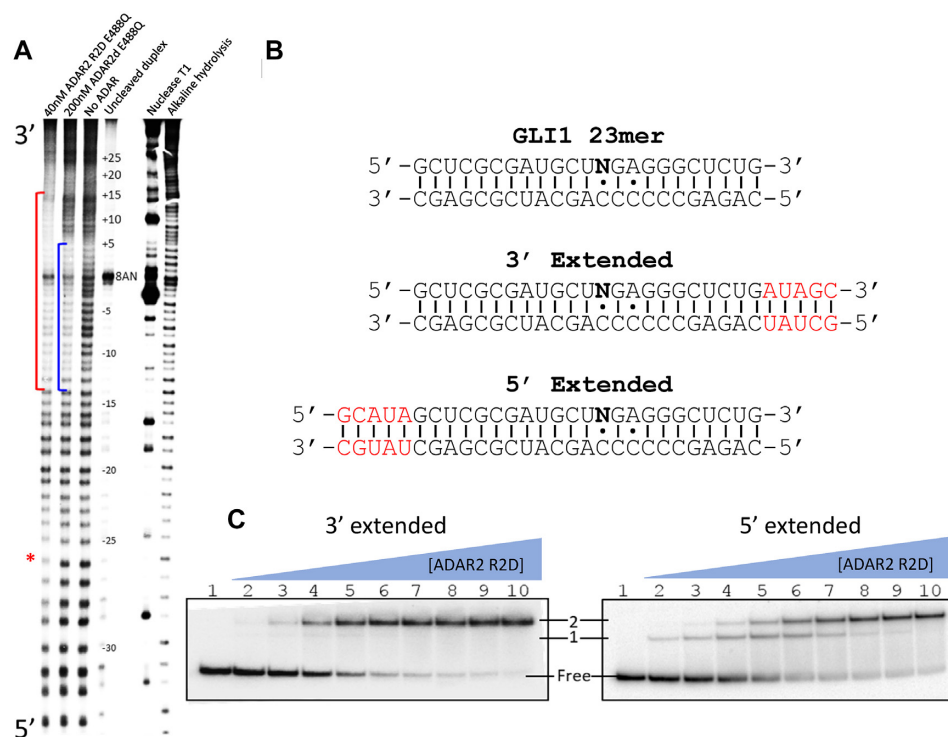 A
40nM ADAR2 R2D E488Q
200nM ADAR2d E488Q
No ADAR
Uncleaved duplex
Nuclease T1
Alkaline hydrolysis
3’
+25
+20
+15
+10
+5
8AN
-5
-10
-15
-20
-25
*
-30
5’
B
GLI1 23mer
5’-GCUCGCGAUGCUNGAGGGCUCUG-3’
3’-CGAGCGCUACGACCCCCCGAGAC-5’
3’ Extended
5’-GCUCGCGAUGCUNGAGGGCUCUGAUAGC-3’
3’-CGAGCGCUACGACCCCCCGAGACUAUCG-5’
5’ Extended
5’-GCAUAGCUCGCGAUGCUNGAGGGCUCUG-3’
3’-CGUAUCGAGCGCUACGACCCCCCGAGAC-5’
C
3’ extended
[ADAR2 R2D]
1 2 3 4 5 6 7 8 9 10
2
1
Free
5’ extended
[ADAR2 R2D]
1 2 3 4 5 6 7 8 9 10